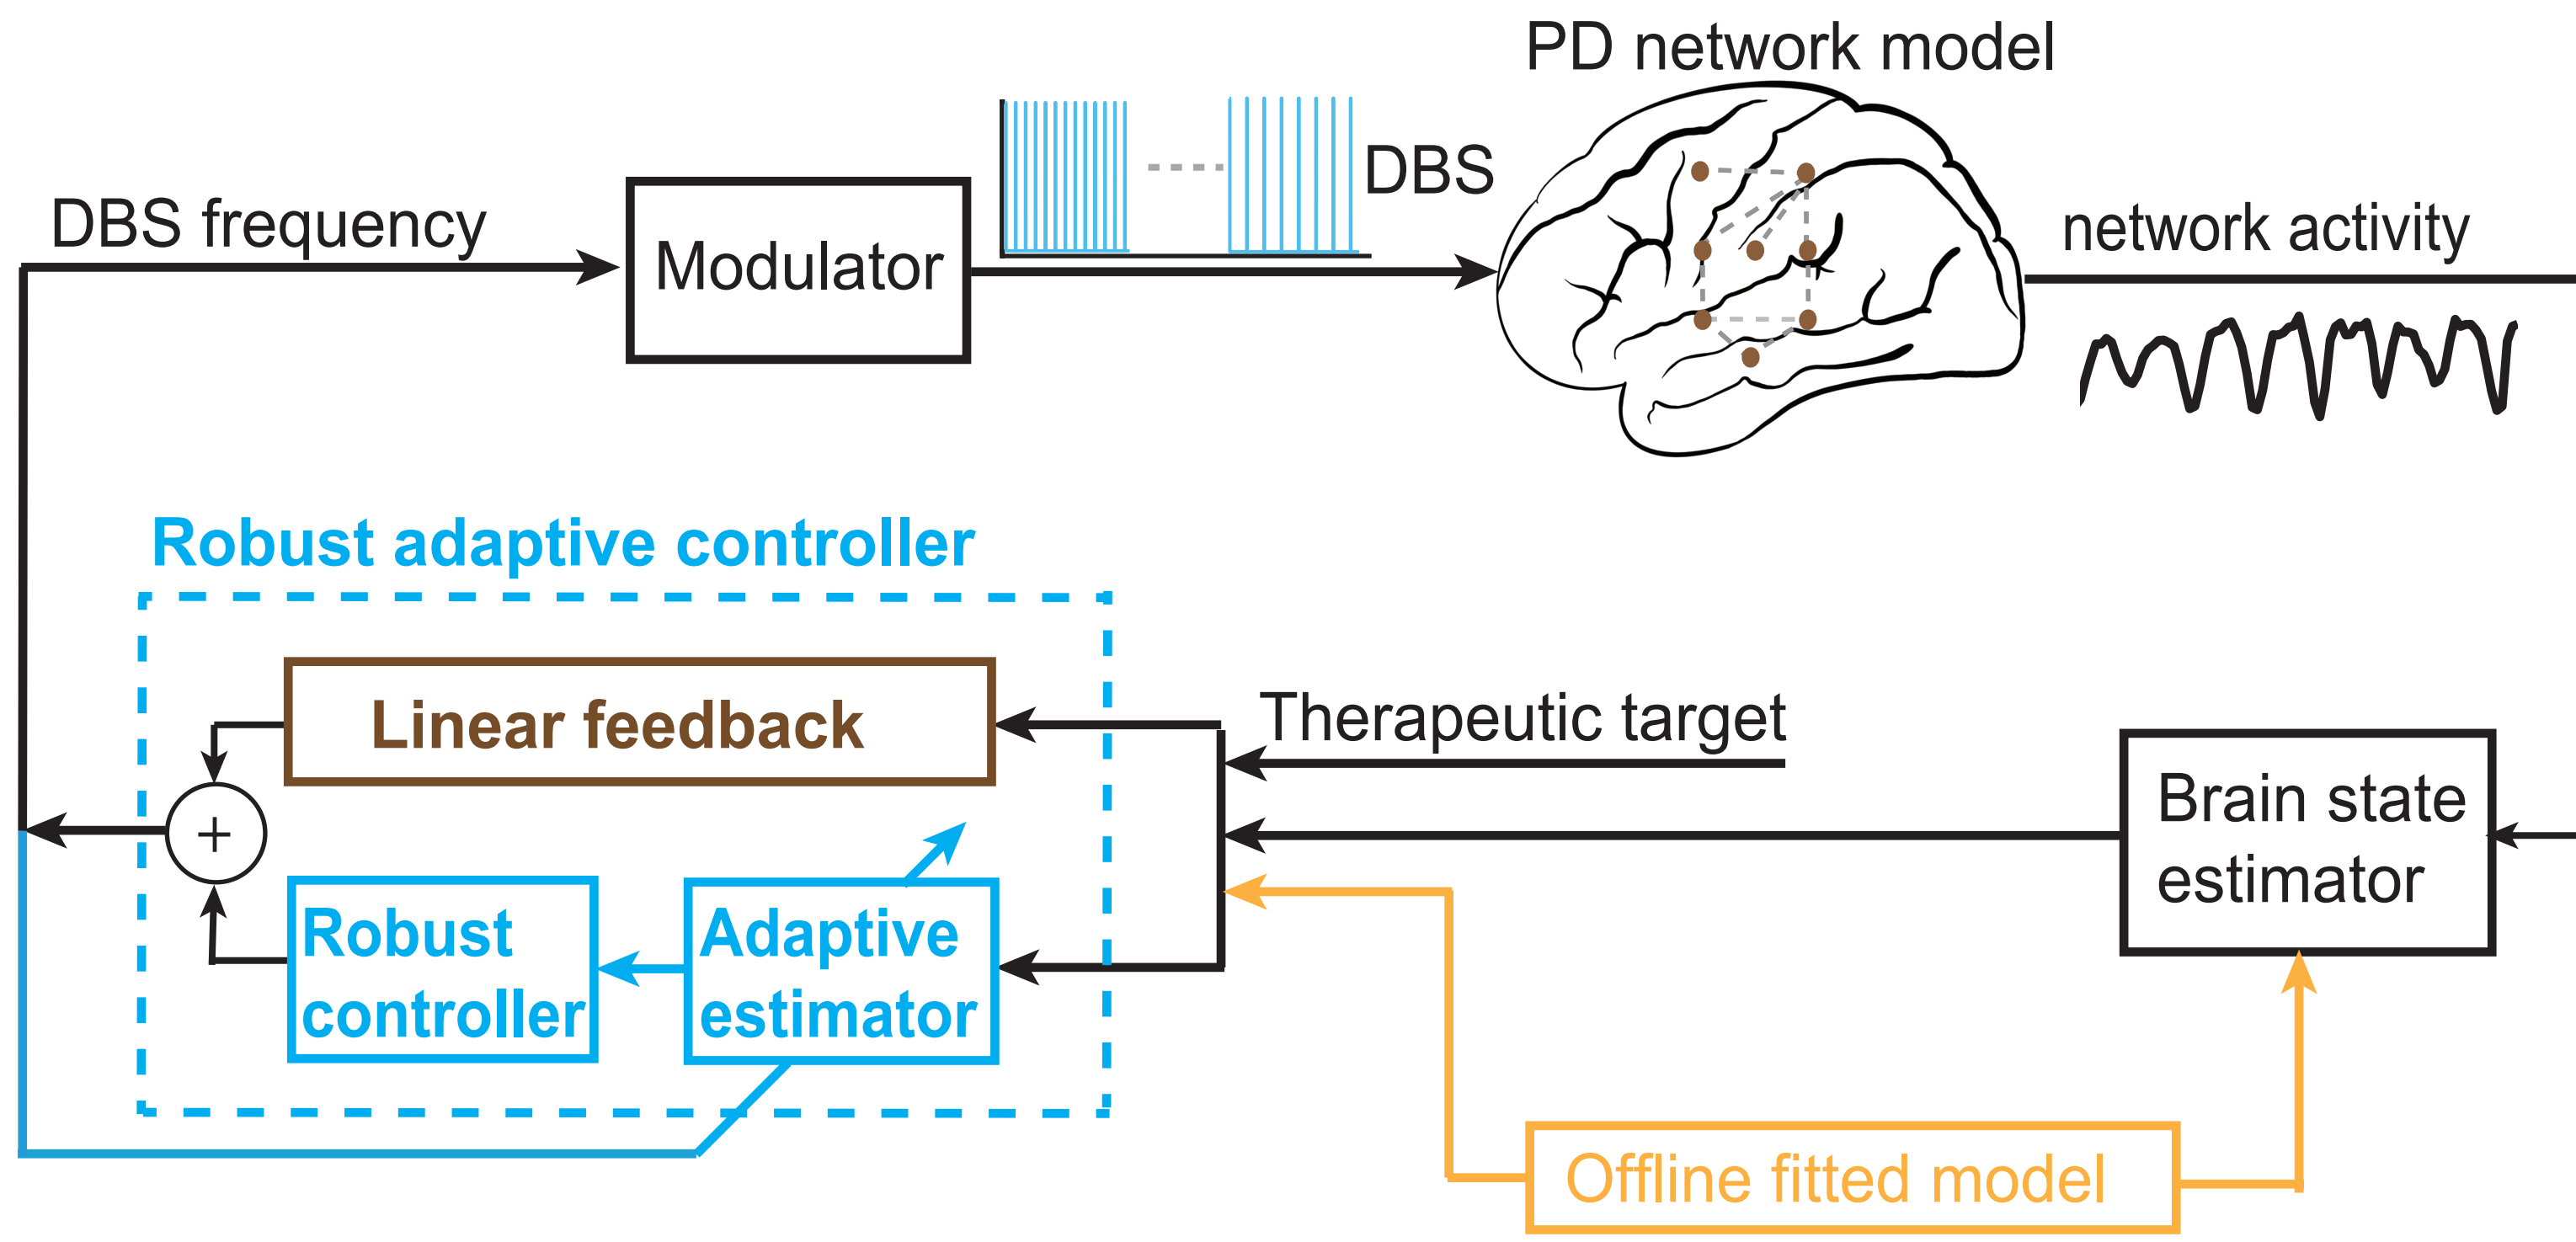 PD network model
DBS
DBS frequency
Modulator
network activity
Robust adaptive controller
Linear feedback
Therapeutic target
+
Brain state
estimator
Robust
controller
Adaptive
estimator
Offline fitted model